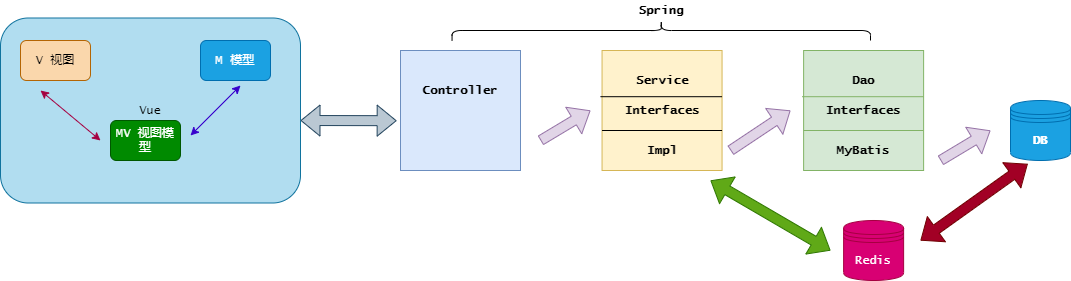 Spring
V 视图
M 模型
Vue
MV 视图模
型
Controller
Service
Interfaces
Impl
Dao
Interfaces
MyBatis
DB
Redis